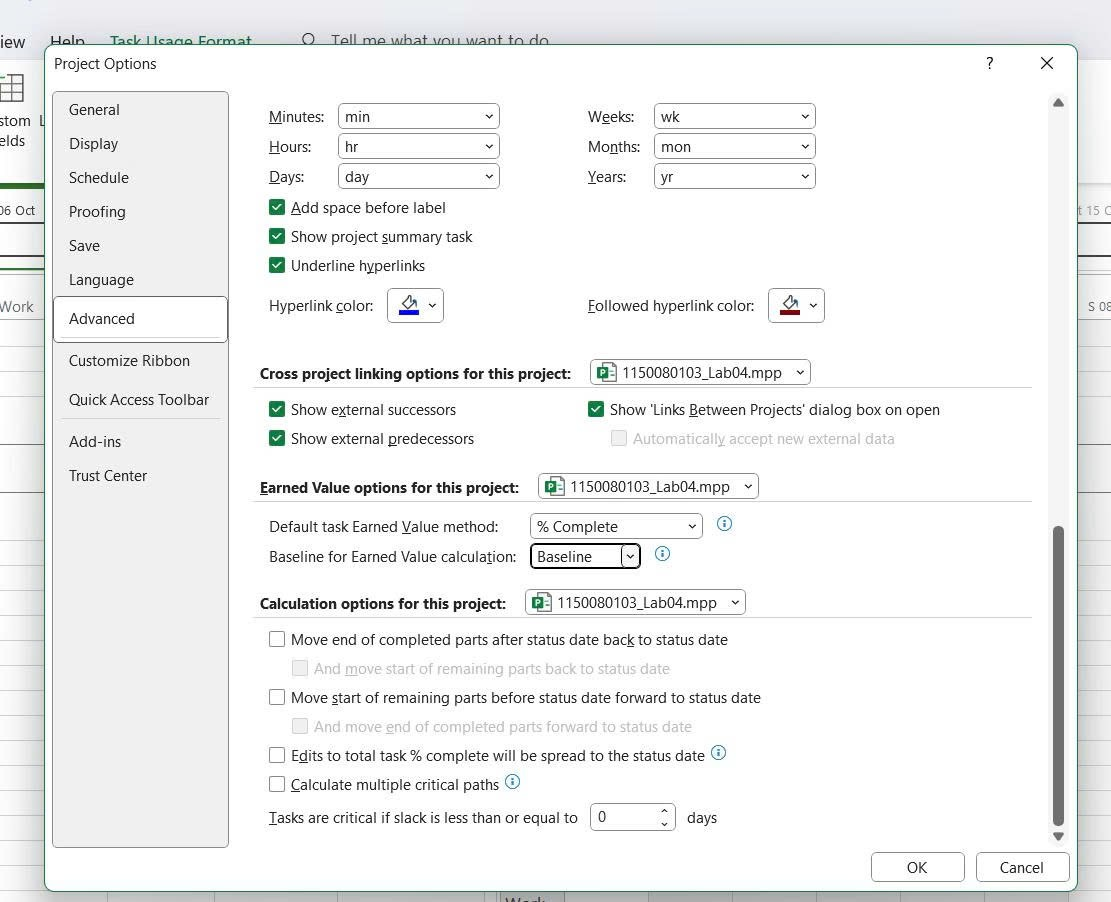 iew Help Task Usage Format Tell me what you want to do
Project Options ?
stom L
elds
06 Oct
t 15 O
Work
S 08
General
Display
Schedule
Proofing
Save
Language
Advanced
Customize Ribbon
Quick Access Toolbar
Add-ins
Trust Center
Minutes: min Weeks: wk
Hours: hr Months: mon
Days: day Years: yr
Add space before label
Show project summary task
Underline hyperlinks
Hyperlink color: Followed hyperlink color:
Cross project linking options for this project: 1150080103_Lab04.mpp
Show external successors Show 'Links Between Projects' dialog box on open
Show external predecessors Automatically accept new external data
Earned Value options for this project: 1150080103_Lab04.mpp
Default task Earned Value method: % Complete
Baseline for Earned Value calculation: Baseline
Calculation options for this project: 1150080103_Lab04.mpp
Move end of completed parts after status date back to status date
And move start of remaining parts back to status date
Move start of remaining parts before status date forward to status date
And move end of completed parts forward to status date
Edits to total task % complete will be spread to the status date
Calculate multiple critical paths
Tasks are critical if slack is less than or equal to 0 days
OK Cancel
Work